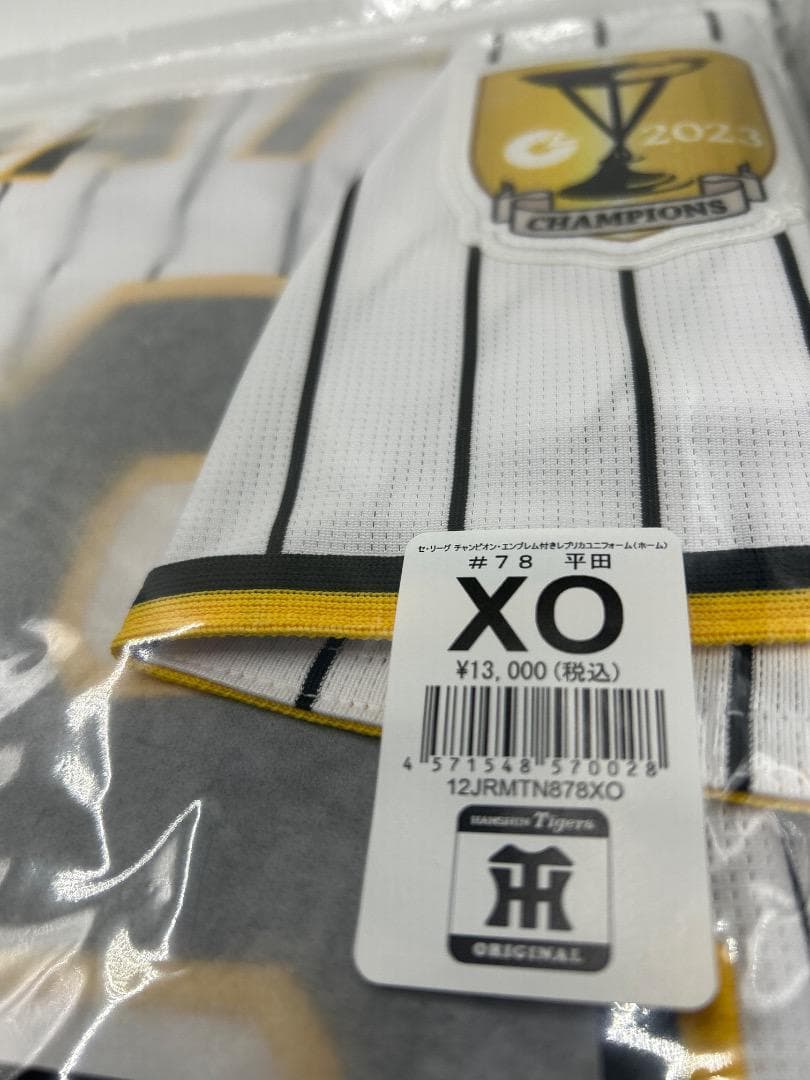 2023
CHAMPIONS
セ・リーグ チャンピオン・エンブレム付きレプリカユニフォーム(ホーム)
#78 平田
XO
¥13,000(税込)
4 571548 570028
12JRMTN878XO
HANSHIN Tigers
TH
ORIGINAL